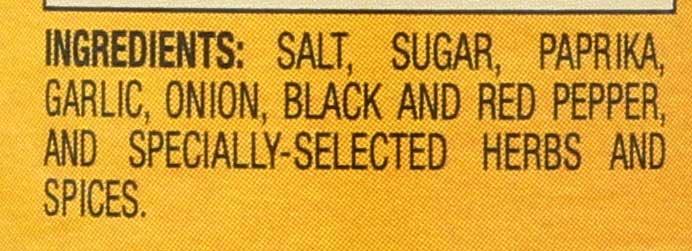 INGREDIENTS: SALT, SUGAR, PAPRIKA,
GARLIC, ONION, BLACK AND RED PEPPER,
AND SPECIALLY-SELECTED HERBS AND
SPICES.